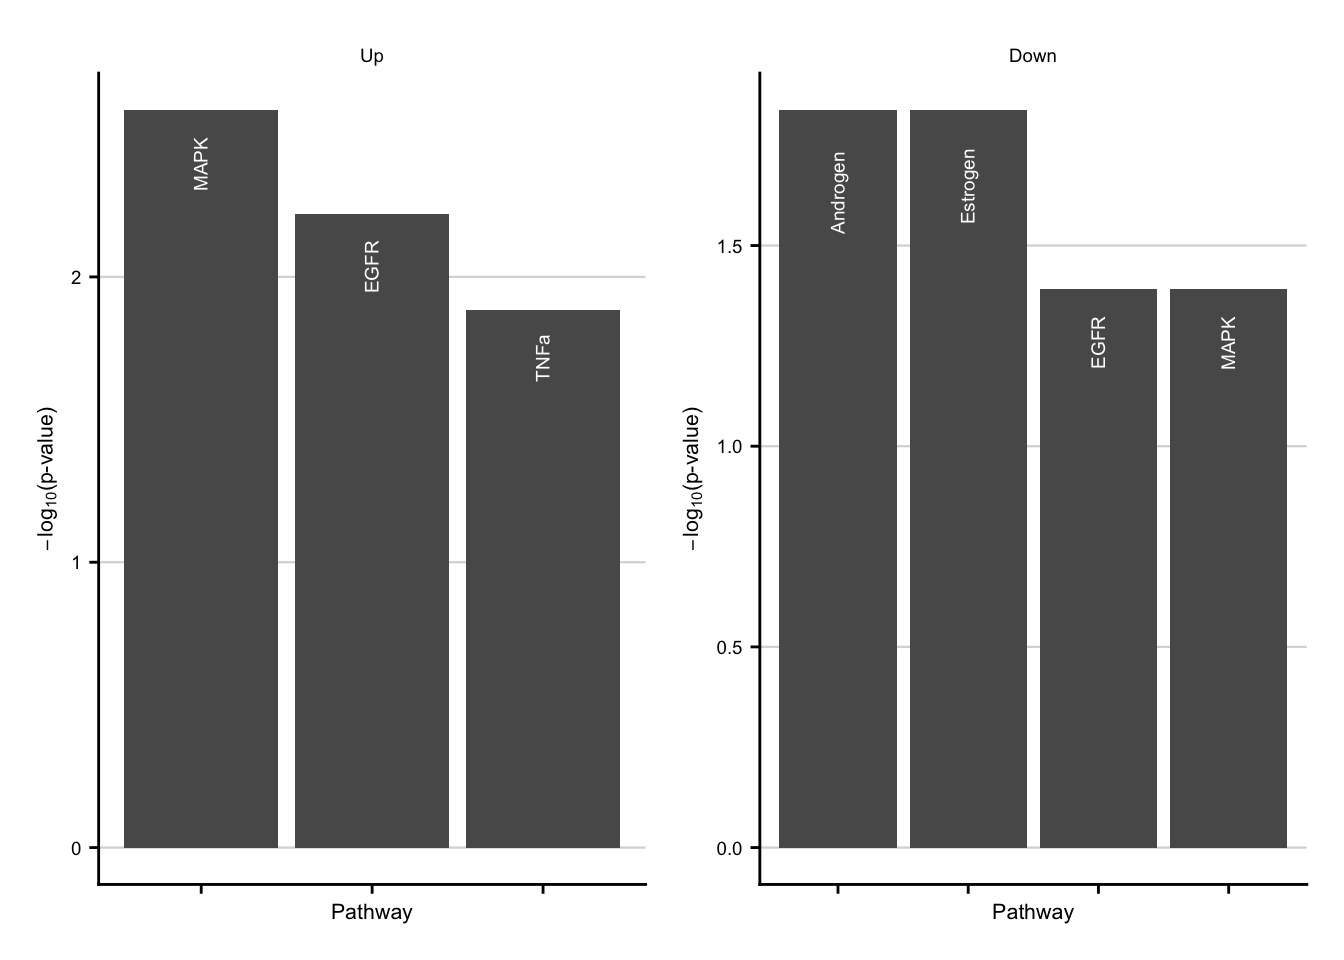 Up
MAPK
EGFR
TNFa
2
1
0
−log10(p-value)
Pathway
Down
Androgen
Estrogen
EGFR
MAPK
1.5
1.0
0.5
0.0
−log10(p-value)
Pathway